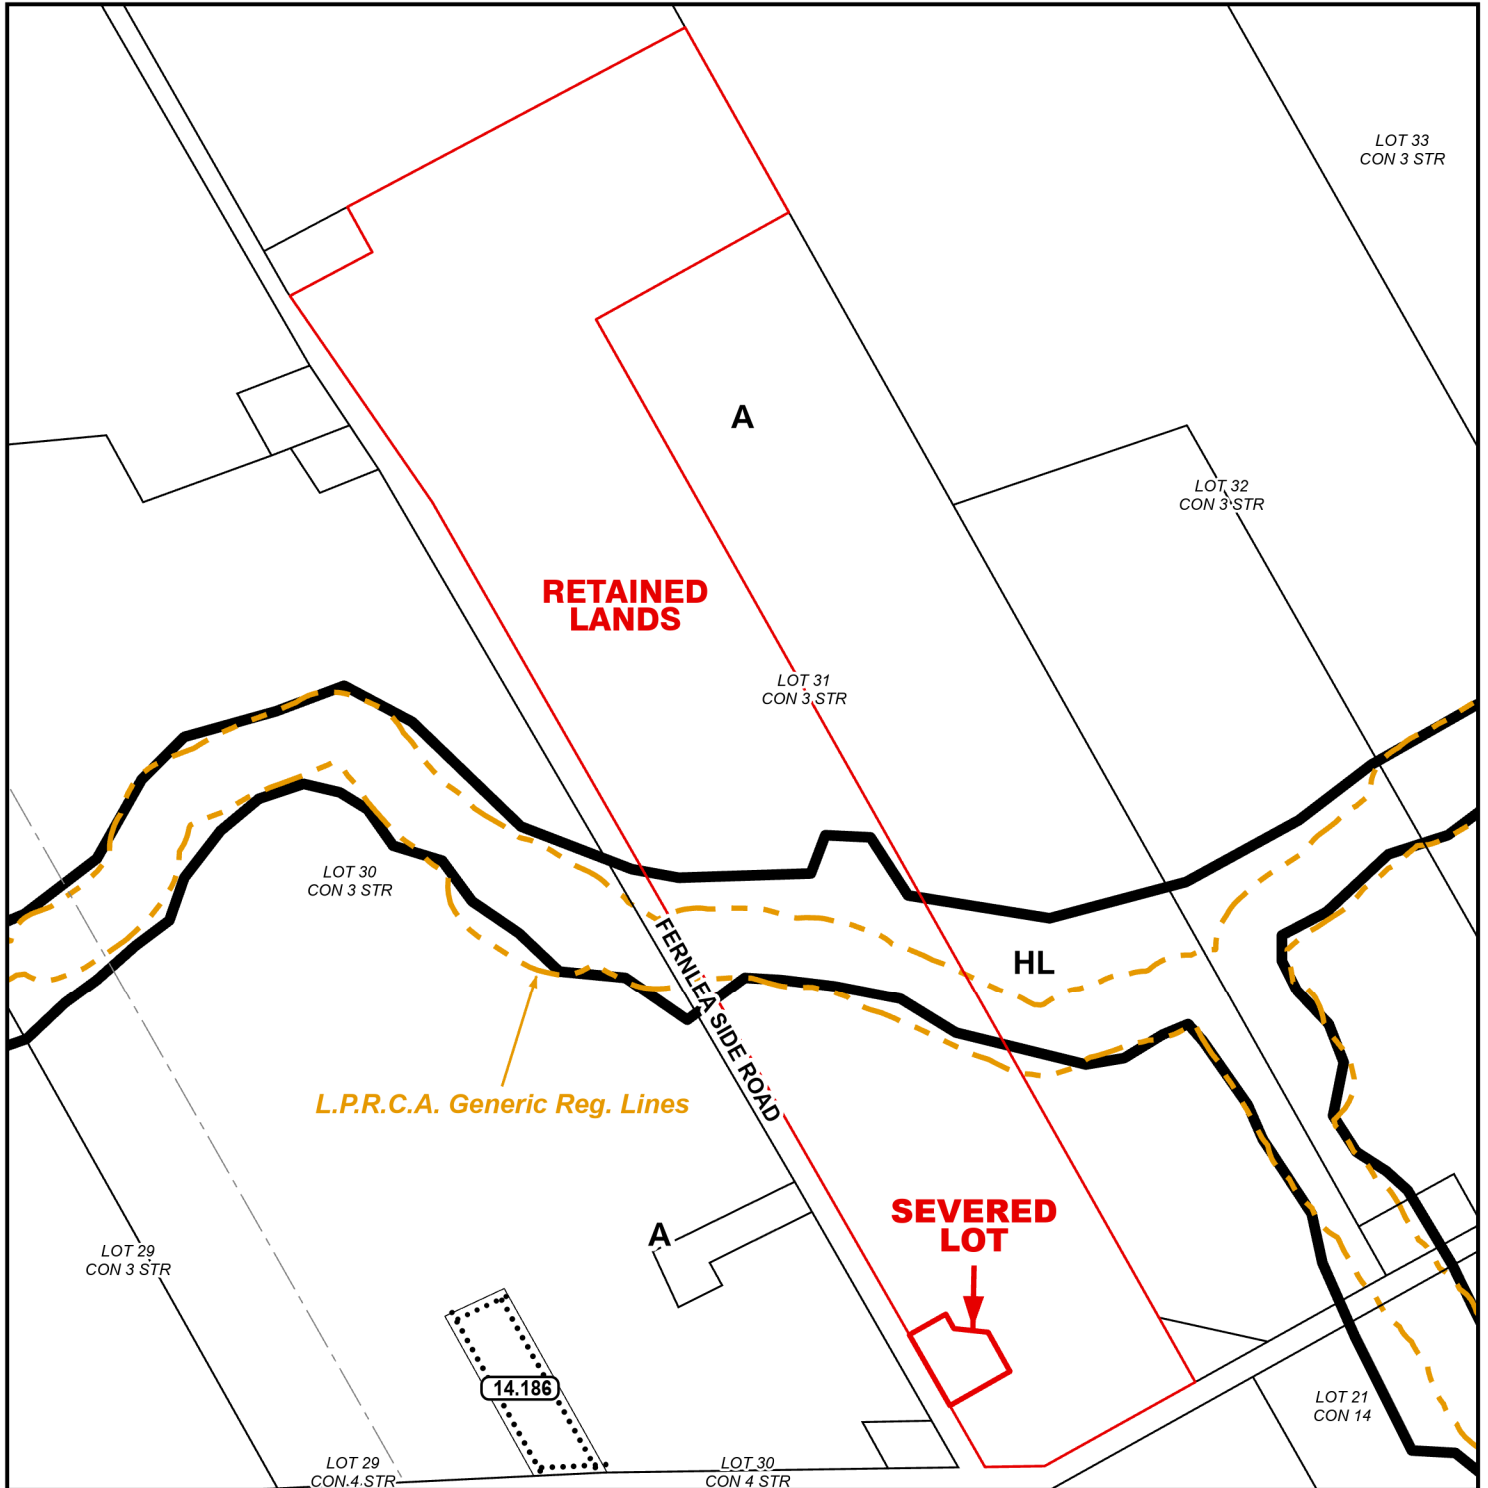 LOT 33
CON 3 STR
A
LOT 32
CON 3 STR
RETAINED
LANDS
LOT 31
CON 3 STR
LOT 30
CON 3 STR
HL
FERNLEA SIDE ROAD
L.P.R.C.A. Generic Reg. Lines
SEVERED
LOT
A
LOT 29
CON 3 STR
14.186
LOT 21
CON 14
LOT 29
CON 4 STR
LOT 30
CON 4 STR